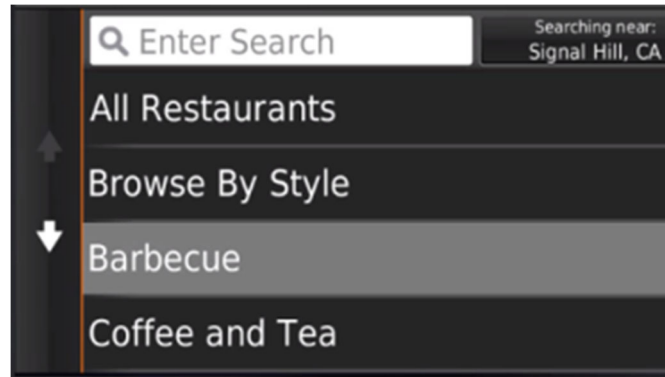 Enter Search
Searching near:
Signal Hill, CA
All Restaurants
Browse By Style
Barbecue
Coffee and Tea